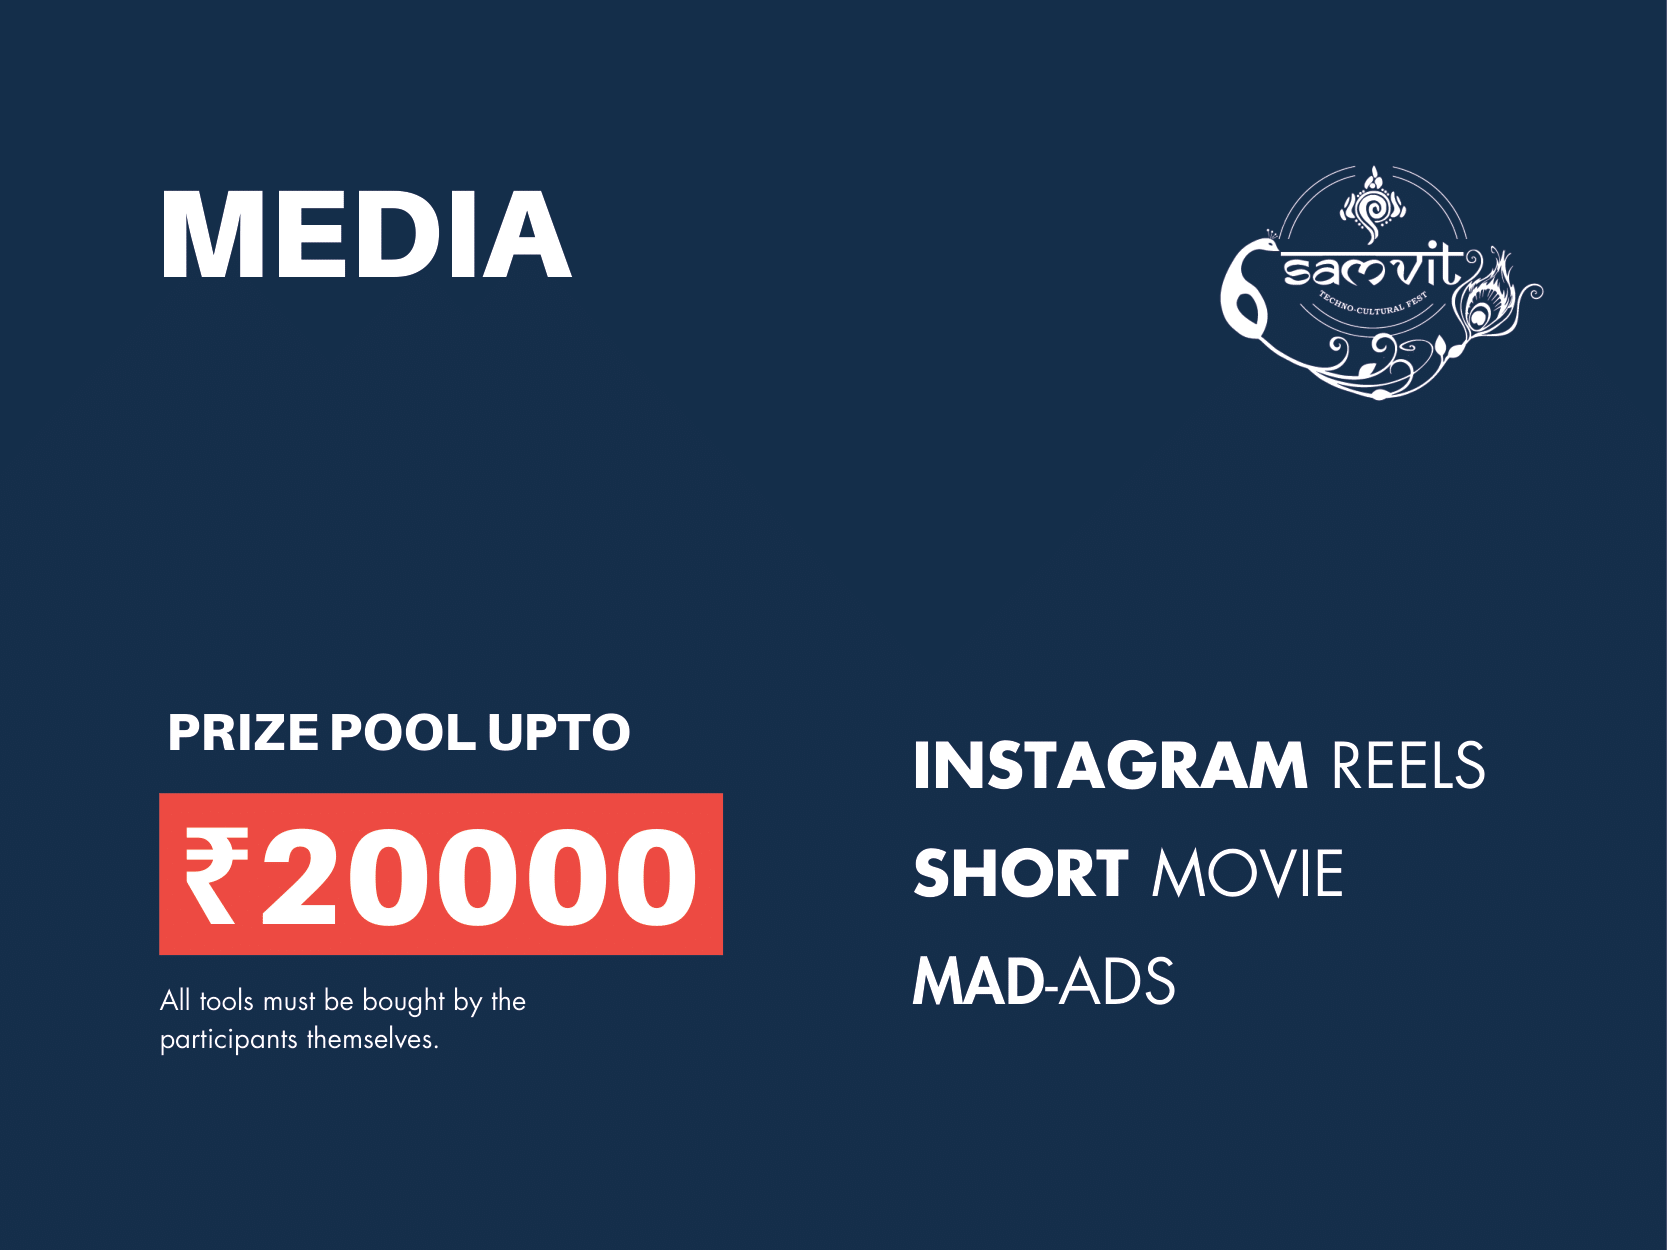 MEDIA
samvit
TECHNO-CULTURAL FEST
PRIZE POOL UPTO
₹20000
All tools must be bought by the
participants themselves.
INSTAGRAM REELS
SHORT MOVIE
MAD-ADS